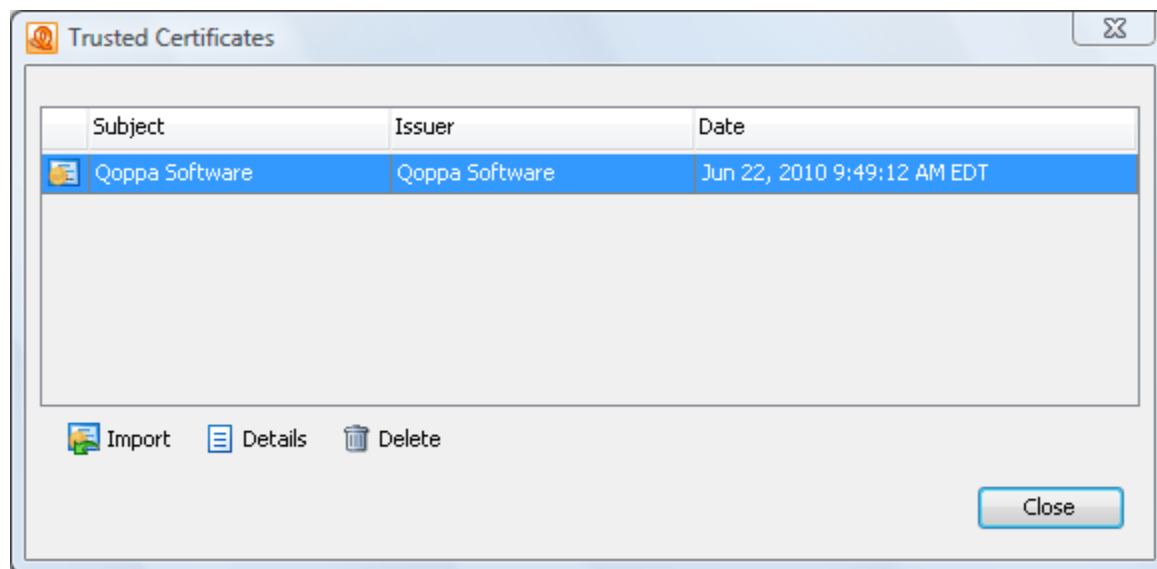 Trusted Certificates
Subject Issuer Date
Qoppa Software Qoppa Software Jun 22, 2010 9:49:12 AM EDT
Import Details Delete
Close